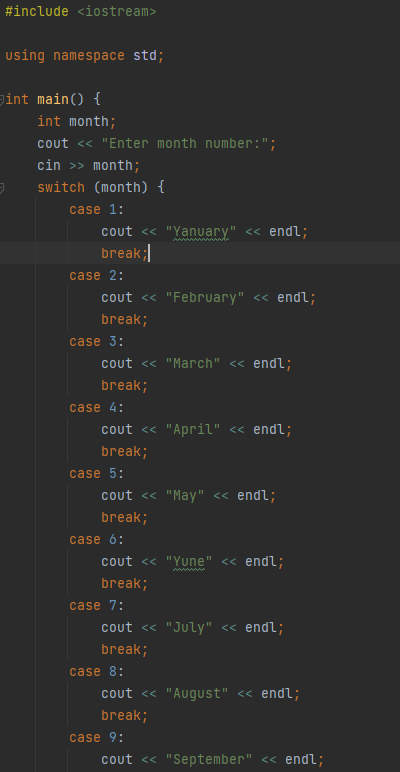 #include <iostream>
using namespace std;
int main() {
int month;
cout << "Enter month number:";
cin >> month;
switch (month) {
case 1:
cout << "Yanuary" << endl;
break;
case 2:
cout << "February" << endl;
break;
case 3:
cout << "March" << endl;
break;
case 4:
cout << "April" << endl;
break;
case 5:
cout << "May" << endl;
break;
case 6:
cout << "Yune" << endl;
break;
case 7:
cout << "July" << endl;
break;
case 8:
cout << "August" << endl;
break;
case 9:
cout << "September" << endl;